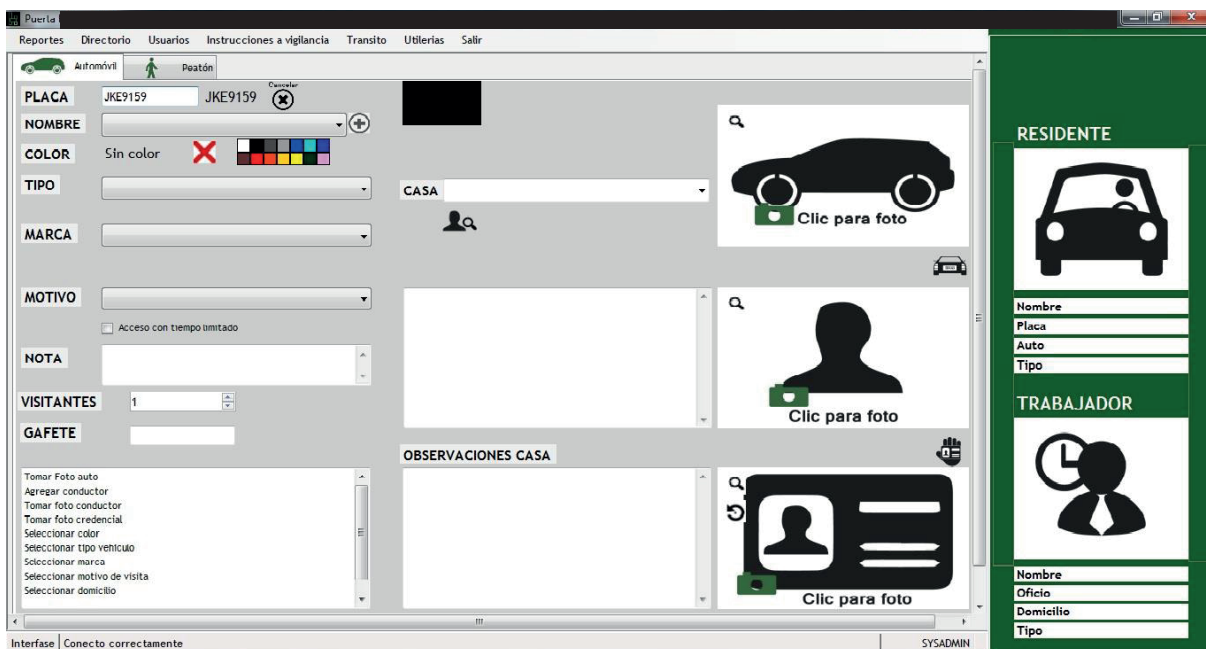 Puerta
Reportes Directorio Usuarios Instrucciones a vigilancia Transito Utilerias Salir
Automóvil Peatón
PLACA JKE9159 JKE9159 Cancelar
NOMBRE
COLOR Sin color
TIPO
CASA
MARCA
Clic para foto
MOTIVO
Acceso con tiempo limitado
NOTA
VISITANTES 1
GAFETE
Clic para foto
OBSERVACIONES CASA
Tomar Foto auto
Agregar conductor
Tomar foto conductor
Tomar foto credencial
Seleccionar color
Seleccionar tipo vehiculo
Seleccionar marca
Seleccionar motivo de visita
Seleccionar domicilio
Clic para foto
RESIDENTE
Nombre
Placa
Auto
Tipo
TRABAJADOR
Nombre
Oficio
Domicilio
Tipo
Interfase Conecto correctamente SYSADMIN